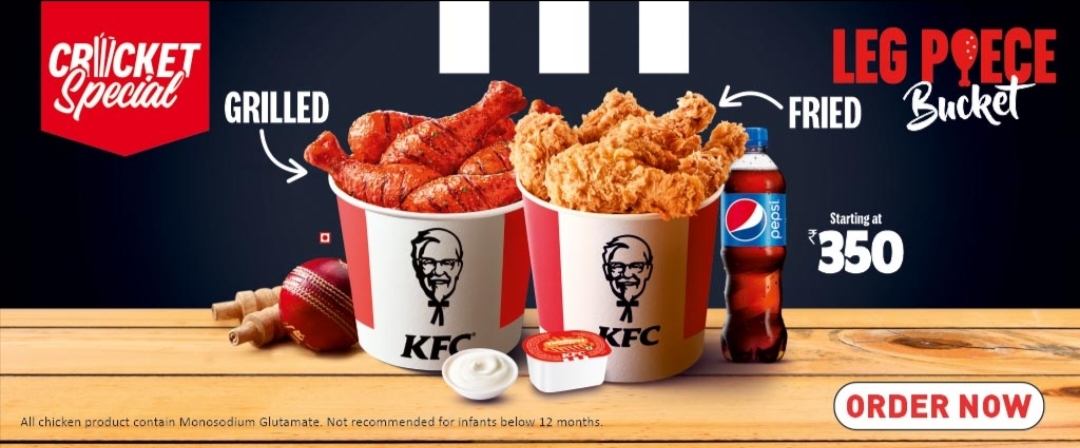 CRICKET
Special
GRILLED
FRIED
LEG PIECE
Bucket
pepsi
Starting at
₹350
KFC
KFC
KFC
ORDER NOW
All chicken product contain Monosodium Glutamate. Not recommended for infants below 12 months.